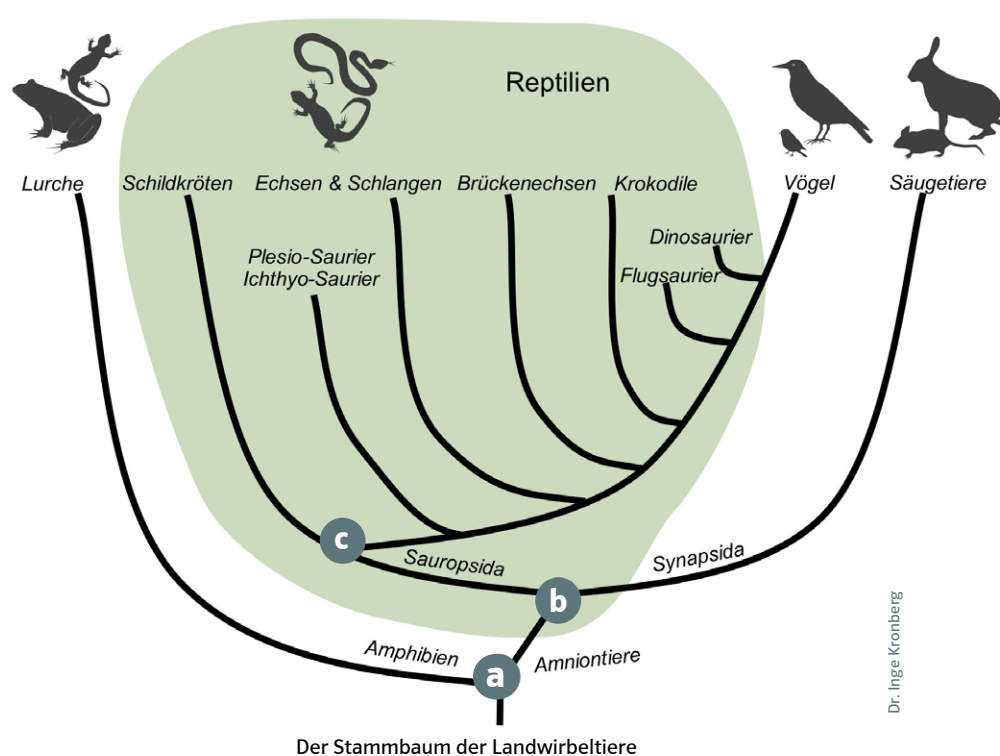 Reptilien
Lurche
Schildkröten
Echsen & Schlangen
Brückenechsen
Krokodile
Vögel
Säugetiere
Dinosaurier
Plesio-Saurier
Ichthyo-Saurier
Flugsaurier
c
Sauropsida
Synapsida
b
Amphibien
Amniontiere
a
Dr. Inge Kronberg
Der Stammbaum der Landwirbeltiere